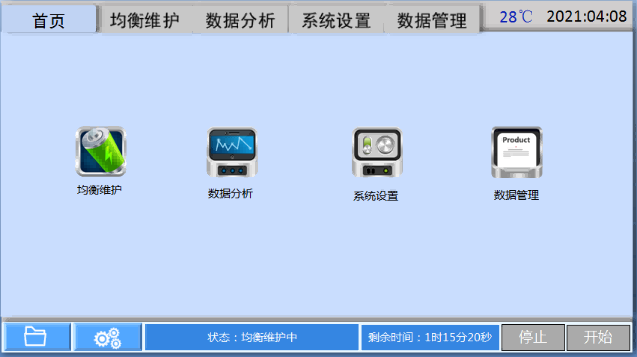 首页 均衡维护 数据分析 系统设置 数据管理 28℃ 2021:04:08
Product
均衡维护 数据分析 系统设置 数据管理
状态：均衡维护中 剩余时间：1时15分20秒 停止 开始